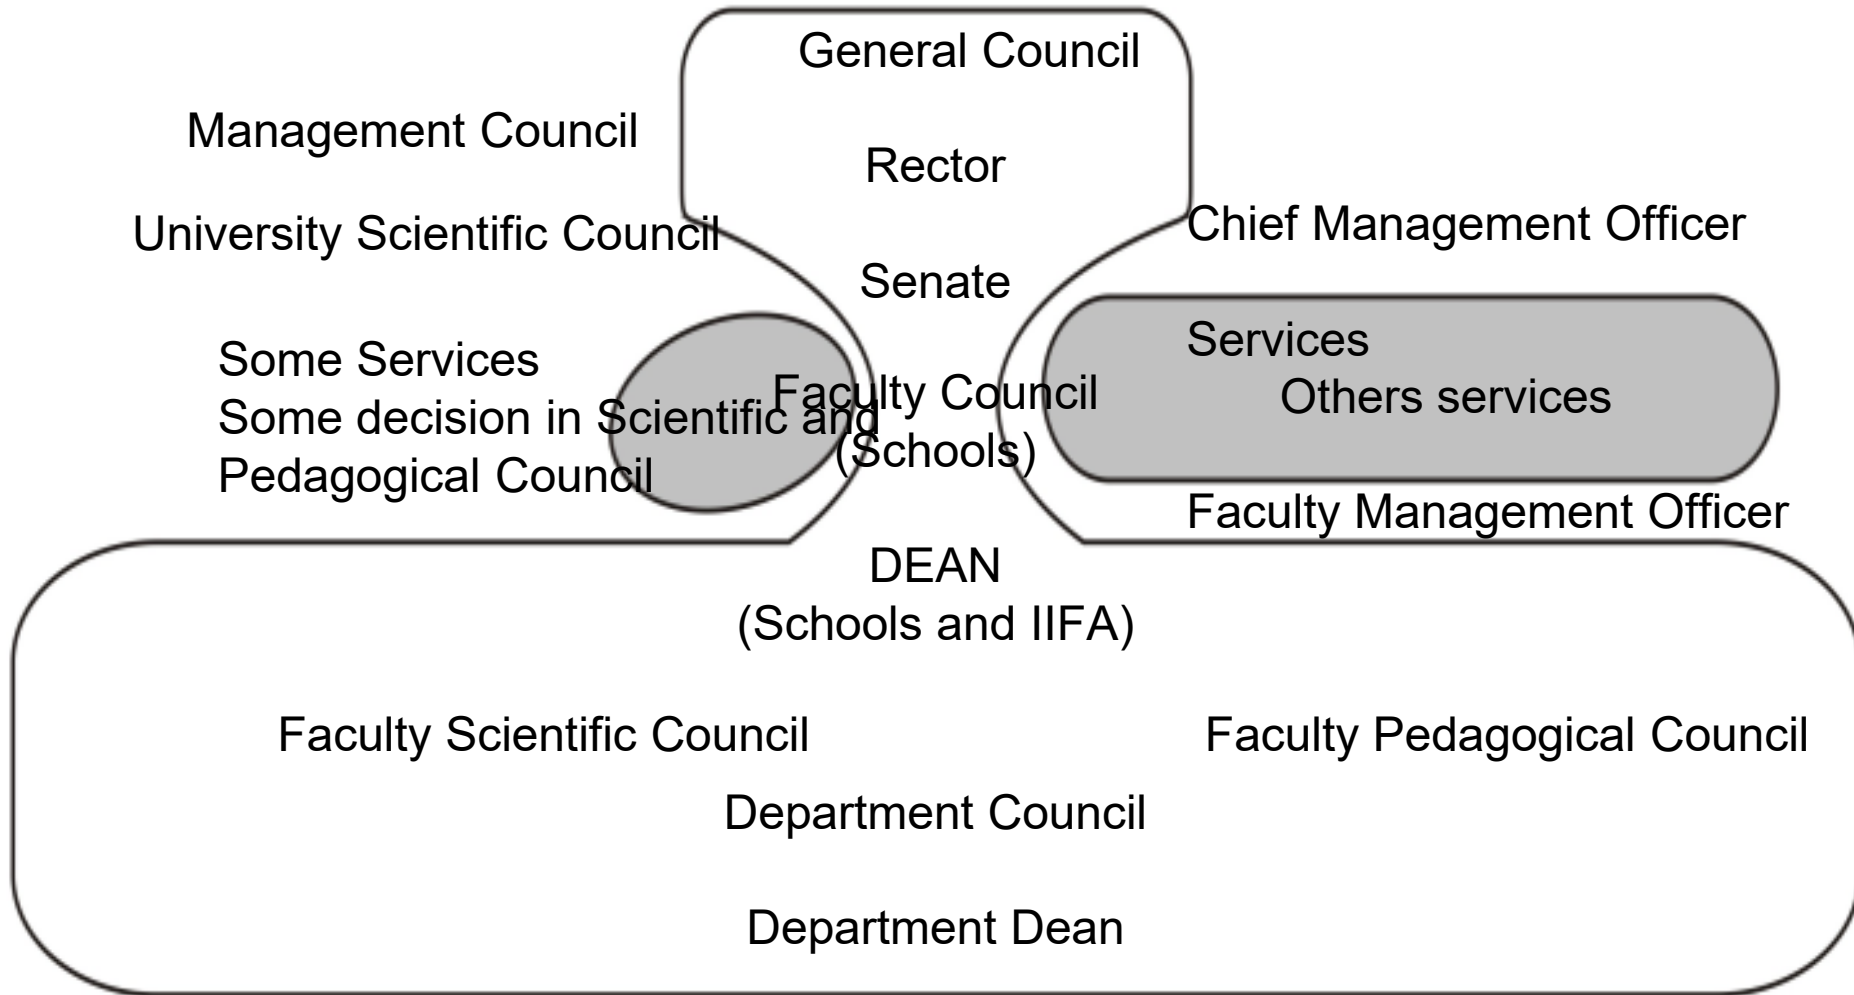 General Council
Management Council
Rector
University Scientific Council
Chief Management Officer
Senate
Some Services
Some decision in Scientific and
Pedagogical Council
Faculty Council
(Schools)
Services
Others services
Faculty Management Officer
DEAN
(Schools and IIFA)
Faculty Scientific Council
Faculty Pedagogical Council
Department Council
Department Dean